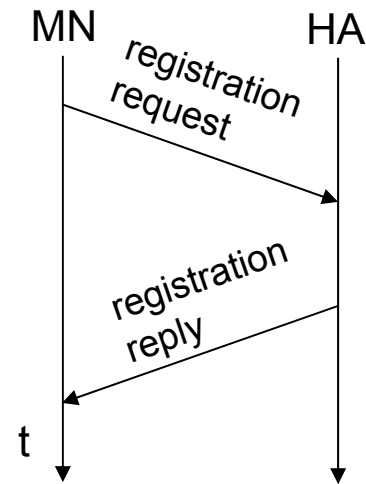 MN
HA
registration
request
registration
reply
t